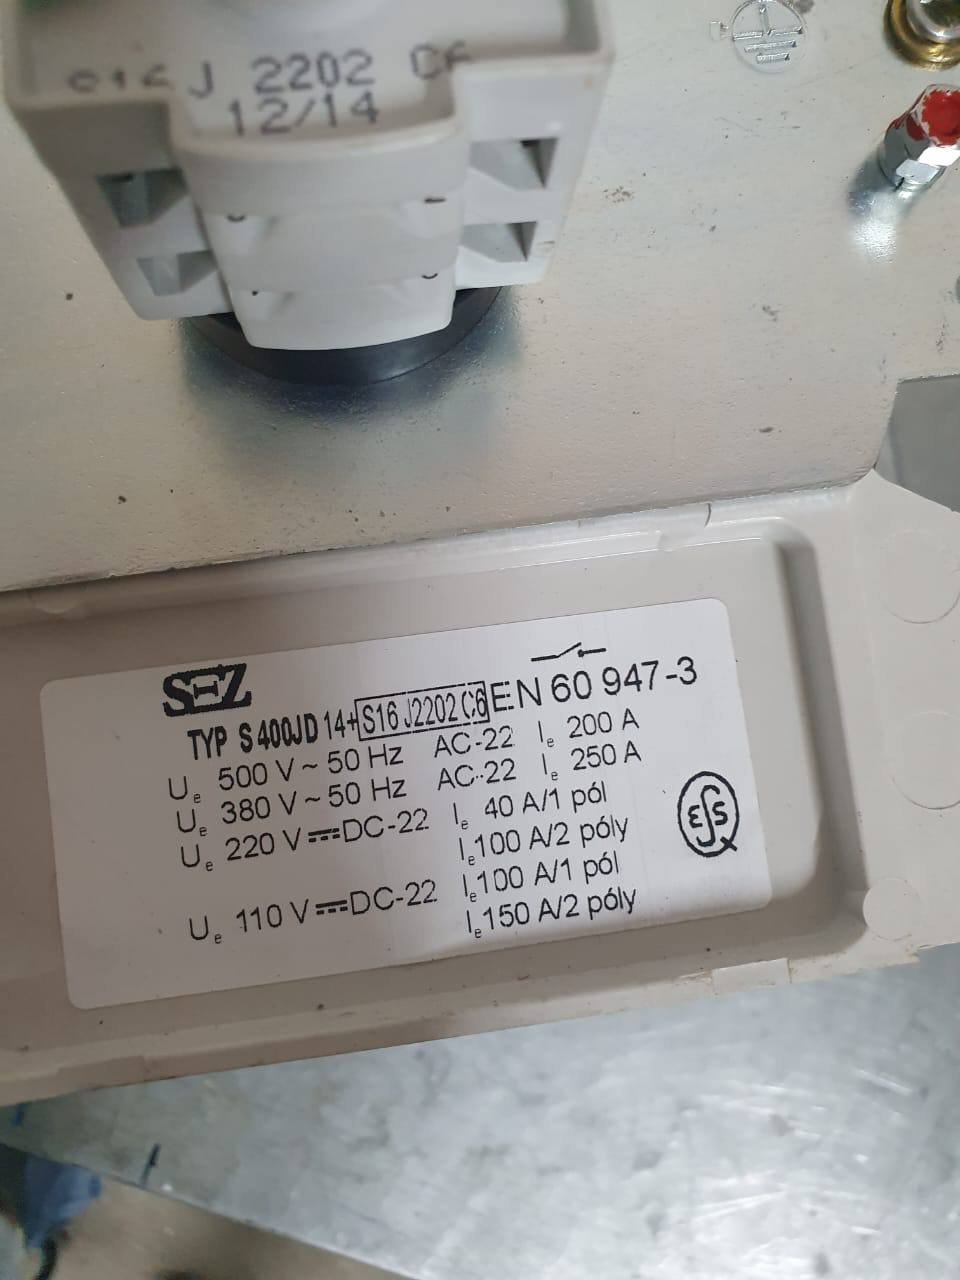 J 2202 C6
12/14
SEZ
TYP S 400JD 14+ S16 J2202 C6 EN 60 947-3
Ue 500 V ~ 50 Hz AC-22 Ie 200 A
Ue 380 V ~ 50 Hz AC-22 Ie 250 A
Ue 220 V ⎓ DC-22 Ie 40 A/1 pól
Ie 100 A/2 póly
Ue 110 V ⎓ DC-22 Ie 100 A/1 pól
Ie 150 A/2 póly